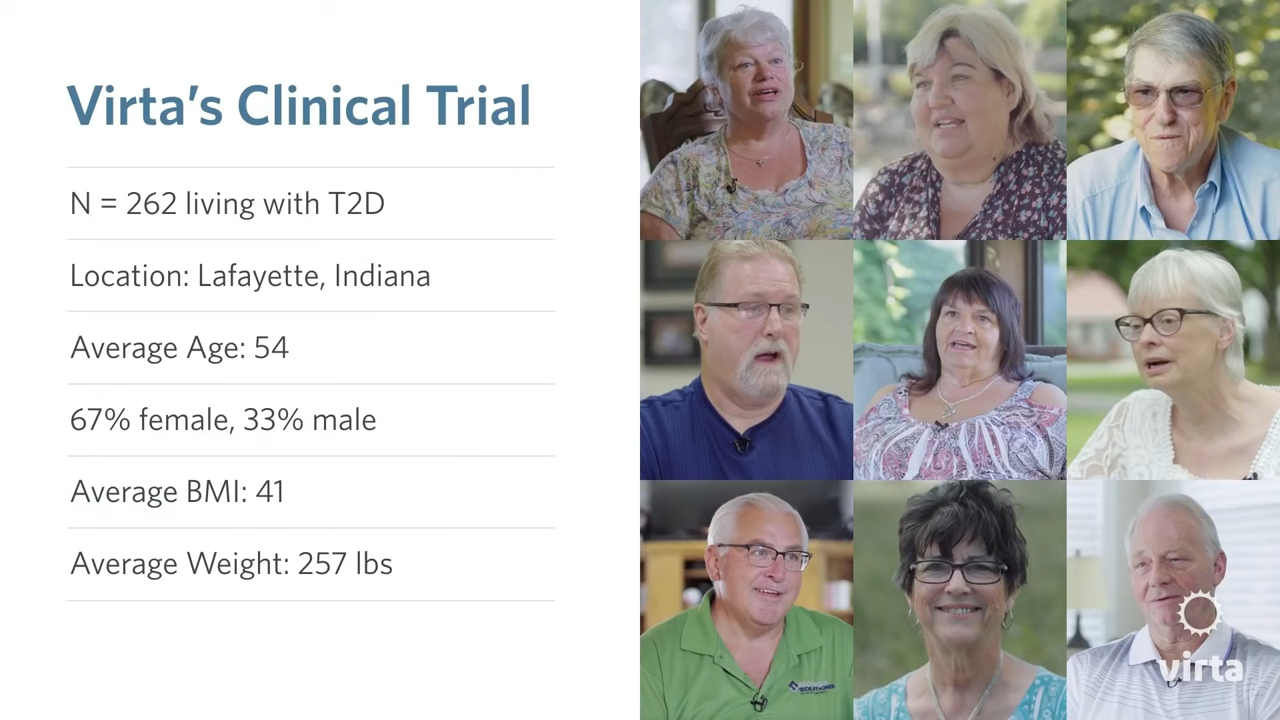 Virta's Clinical Trial
N = 262 living with T2D
Location: Lafayette, Indiana
Average Age: 54
67% female, 33% male
Average BMI: 41
Average Weight: 257 lbs
SOLUTIONS
virta